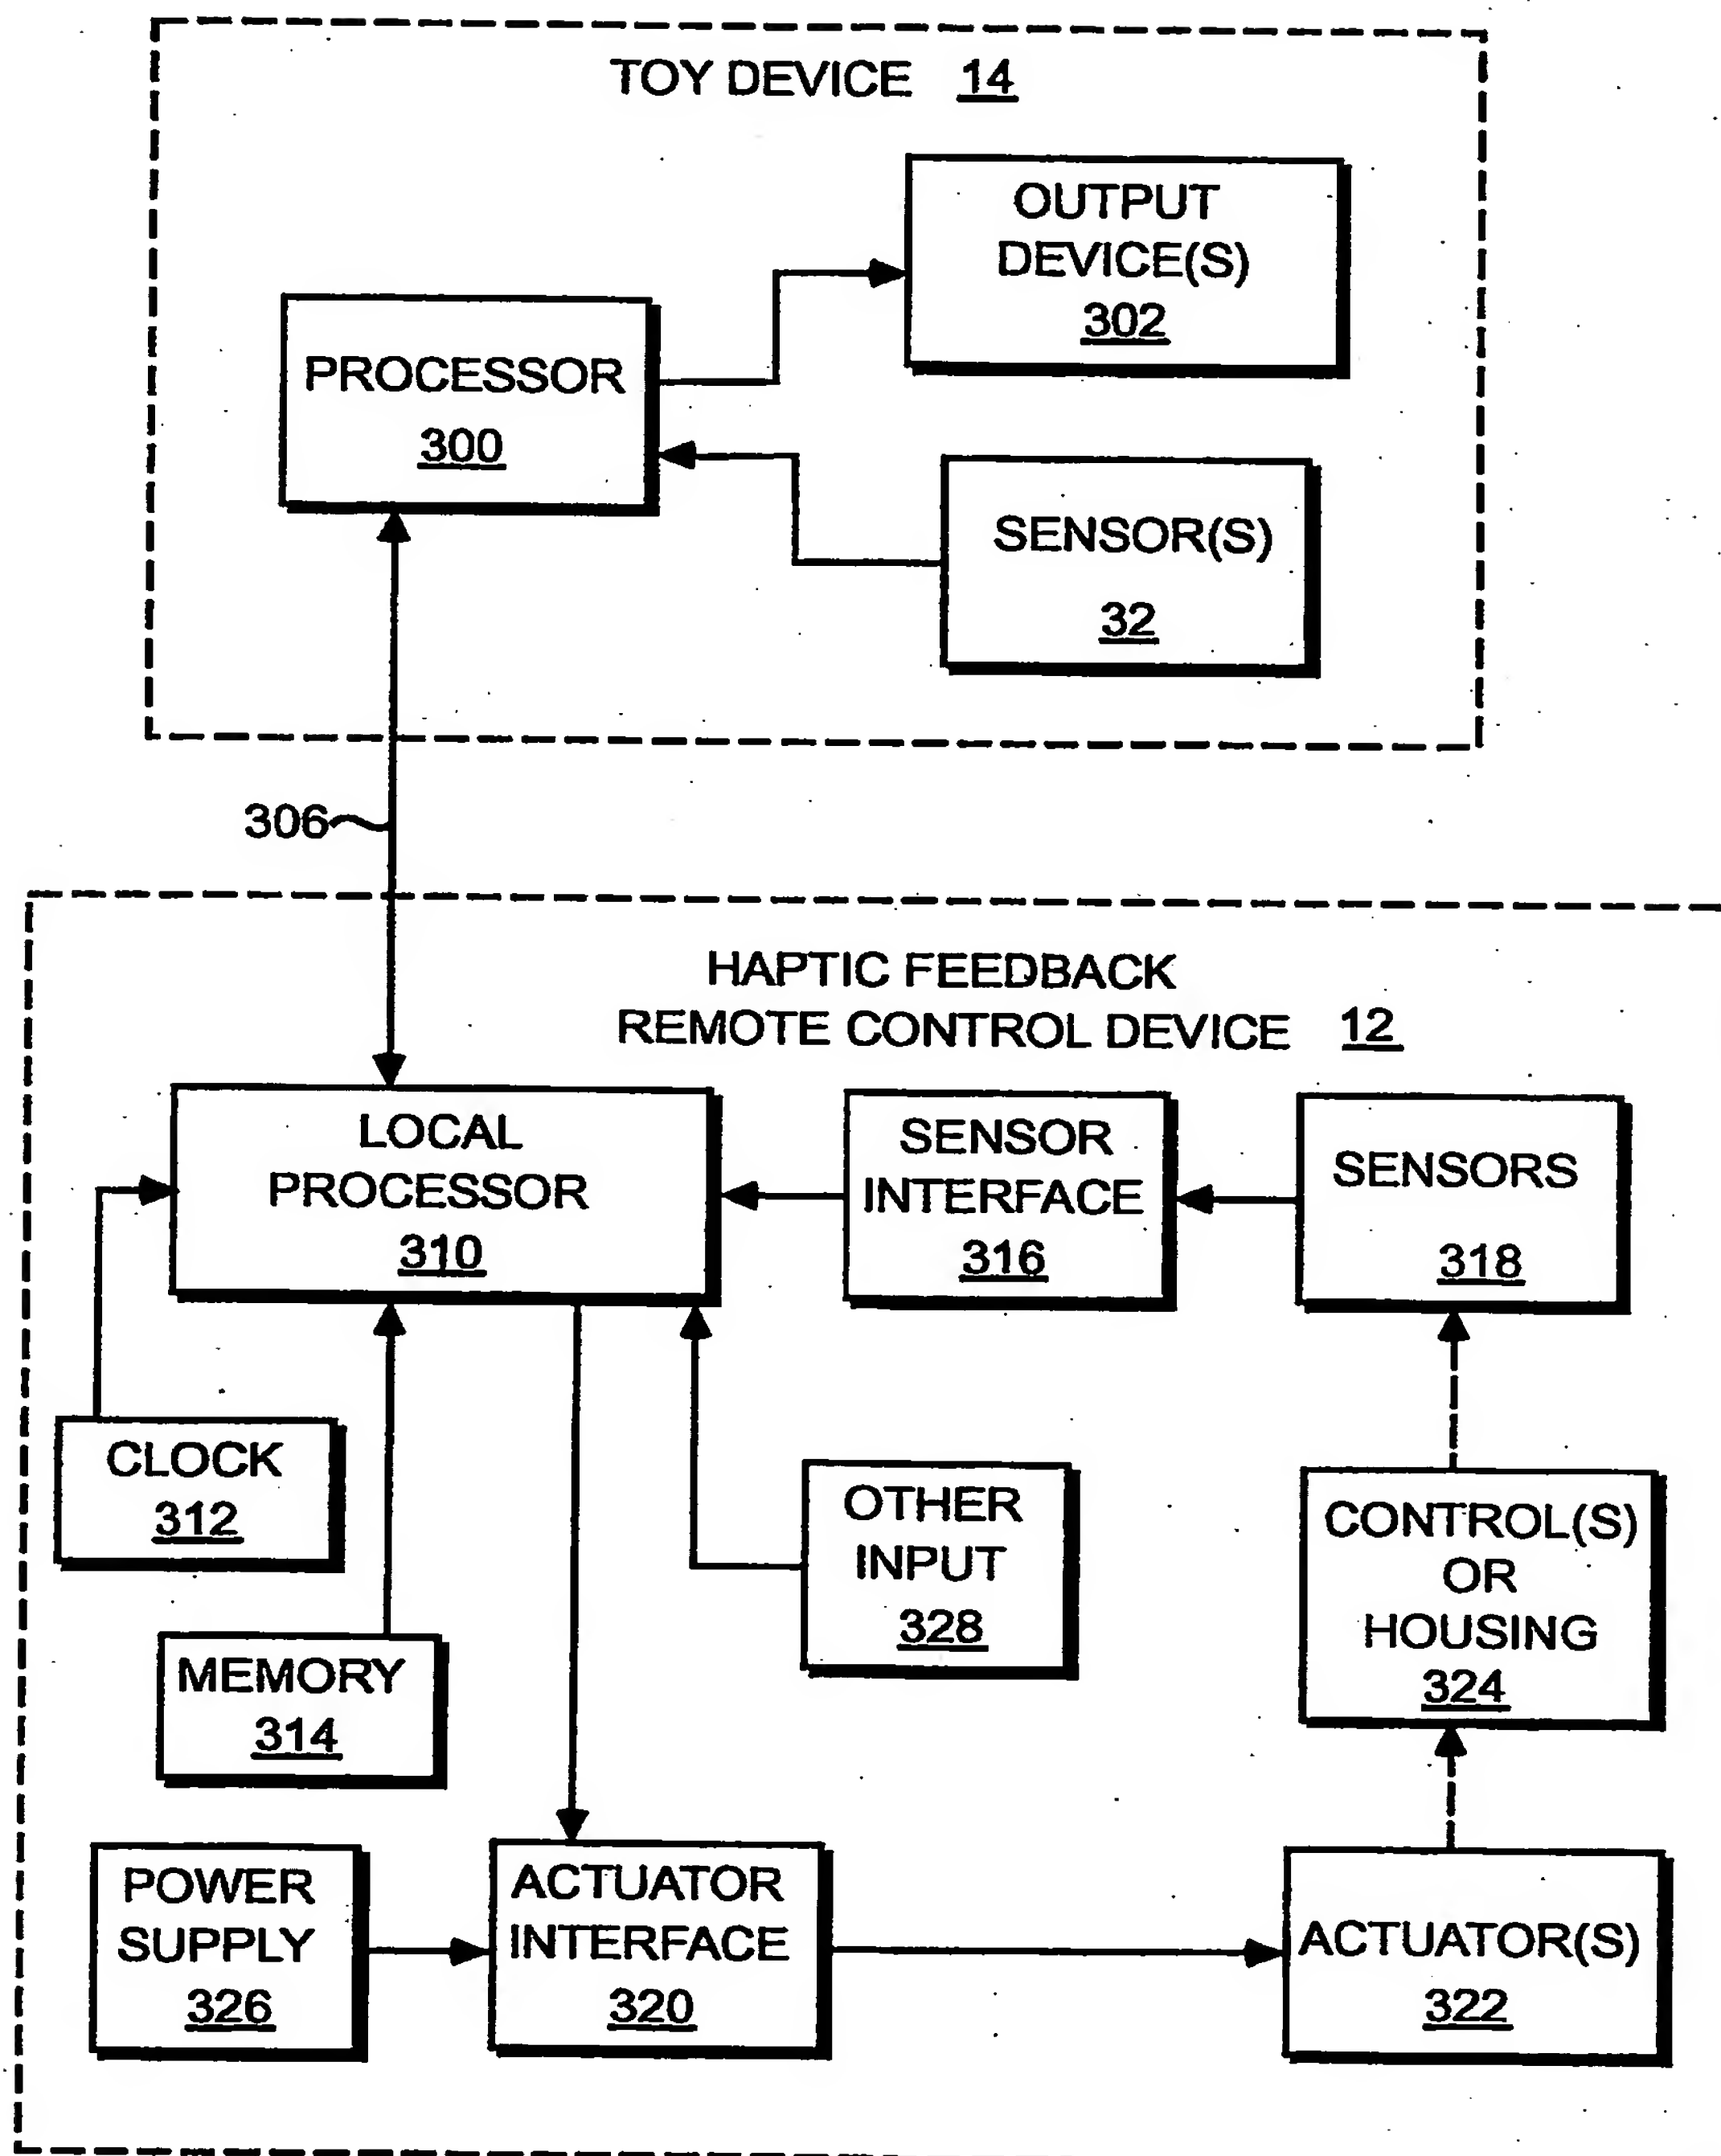 TOY DEVICE 14
OUTPUT
DEVICE(S)
302
PROCESSOR
300
SENSOR(S)
32
306
HAPTIC FEEDBACK
REMOTE CONTROL DEVICE 12
LOCAL
PROCESSOR
310
SENSOR
INTERFACE
316
SENSORS
318
CLOCK
312
OTHER
INPUT
328
CONTROL(S)
OR
HOUSING
324
MEMORY
314
POWER
SUPPLY
326
ACTUATOR
INTERFACE
320
ACTUATOR(S)
322